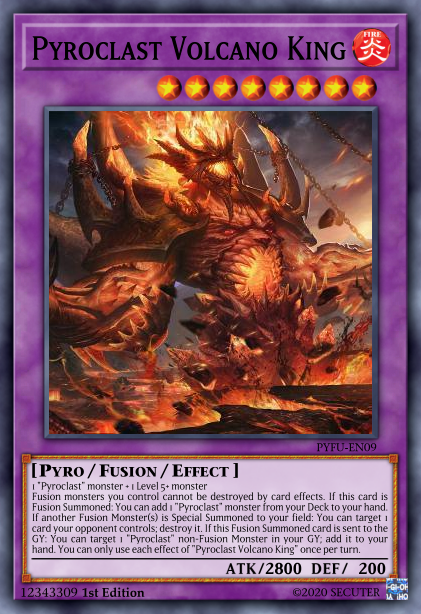 PYROCLAST VOLCANO KING
FIRE
炎
PYFU-EN09
[PYRO / FUSION / EFFECT ]
1 "Pyroclast" monster + 1 Level 5+ monster
Fusion monsters you control cannot be destroyed by card effects. If this card is
Fusion Summoned: You can add 1 "Pyroclast" monster from your Deck to your hand.
If another Fusion Monster(s) is Special Summoned to your field: You can target 1
card your opponent controls; destroy it. If this Fusion Summoned card is sent to the
GY: You can target 1 "Pyroclast" non-Fusion Monster in your GY; add it to your
hand. You can only use each effect of "Pyroclast Volcano King" once per turn.
ATK/2800 DEF/ 200
12343309 1st Edition
©2020 SECUTER